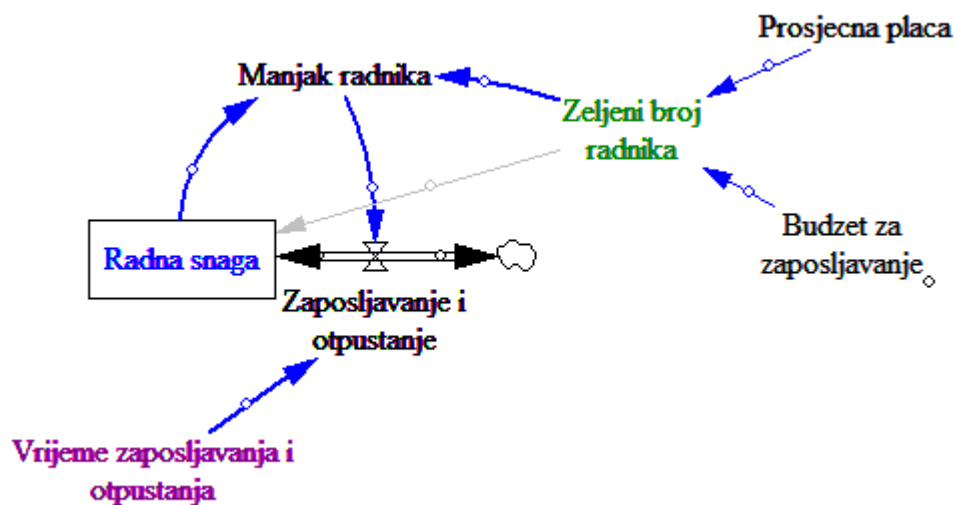 Prosjecna placa
Manjak radnika
Zeljeni broj
radnika
Budzet za
zaposljavanje
Radna snaga
Zaposljavanje i
otpustanje
Vrijeme zaposljavanja i
otpustanja